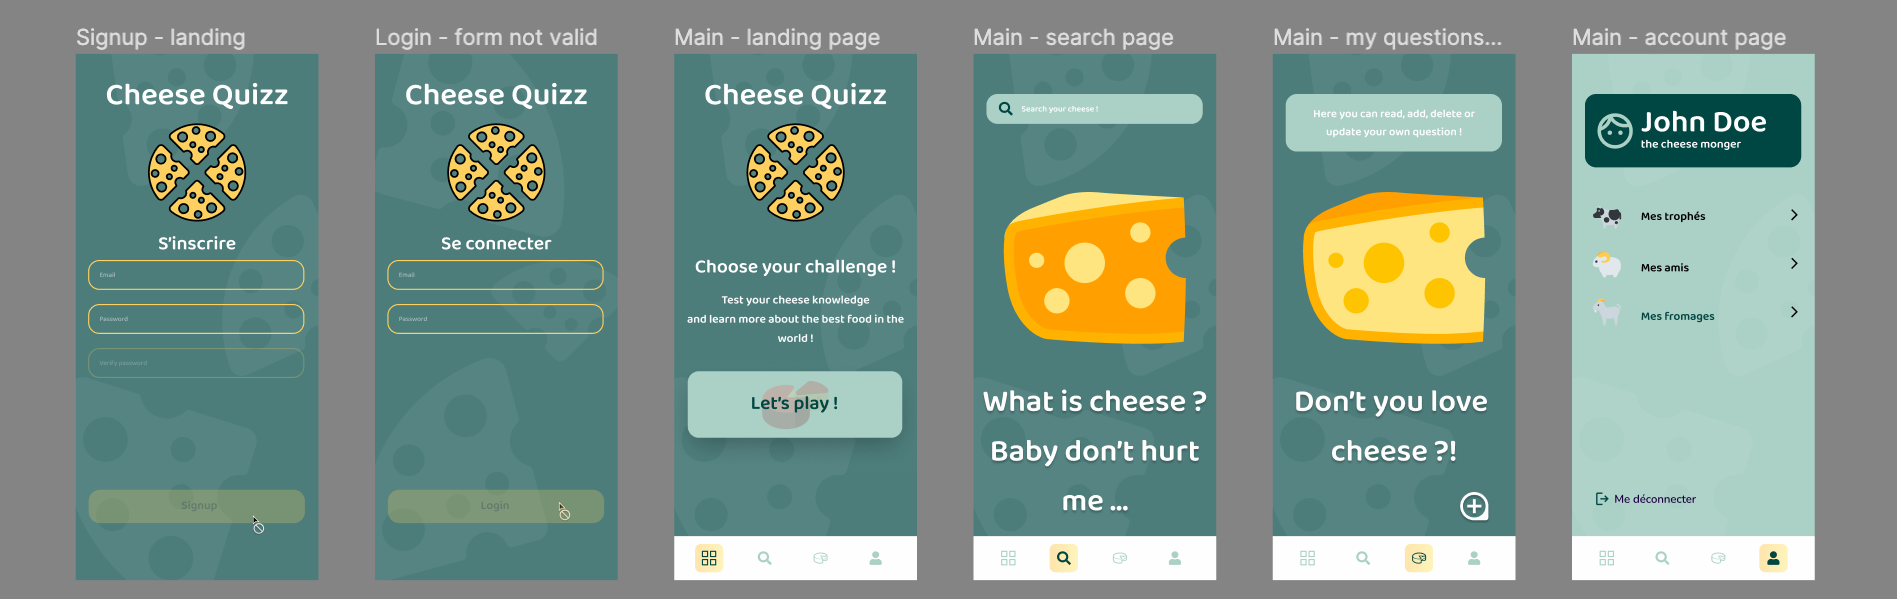 Signup - landing
Cheese Quizz
S'inscrire
Email
Password
Verify password
Signup
Login - form not valid
Cheese Quizz
Se connecter
Email
Password
Login
Main - landing page
Cheese Quizz
Choose your challenge !
Test your cheese knowledge
and learn more about the best food in the
world !
Let's play !
Main - search page
Search your cheese !
What is cheese ?
Baby don't hurt
me ...
Main - my questions...
Here you can read, add, delete or
update your own question !
Don't you love
cheese ?!
Main - account page
John Doe
the cheese monger
Mes trophés
Mes amis
Mes fromages
Me déconnecter